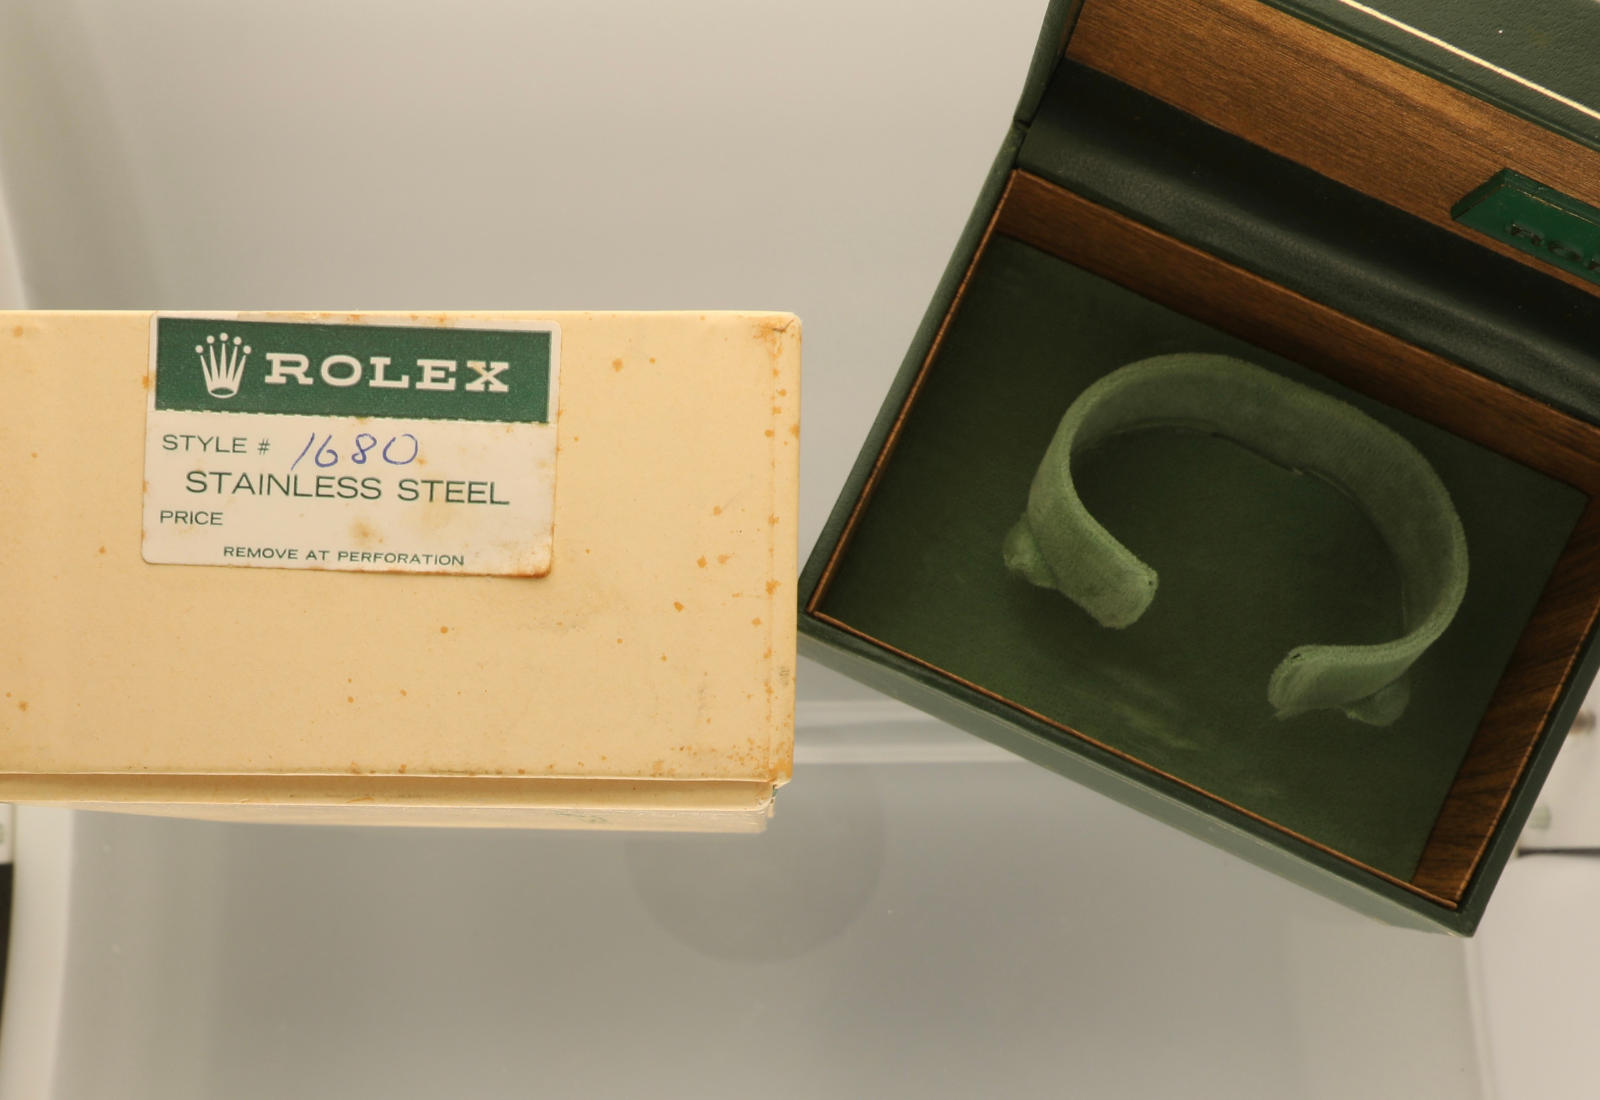 ROLEX
STYLE # 1680
STAINLESS STEEL
PRICE
REMOVE AT PERFORATION